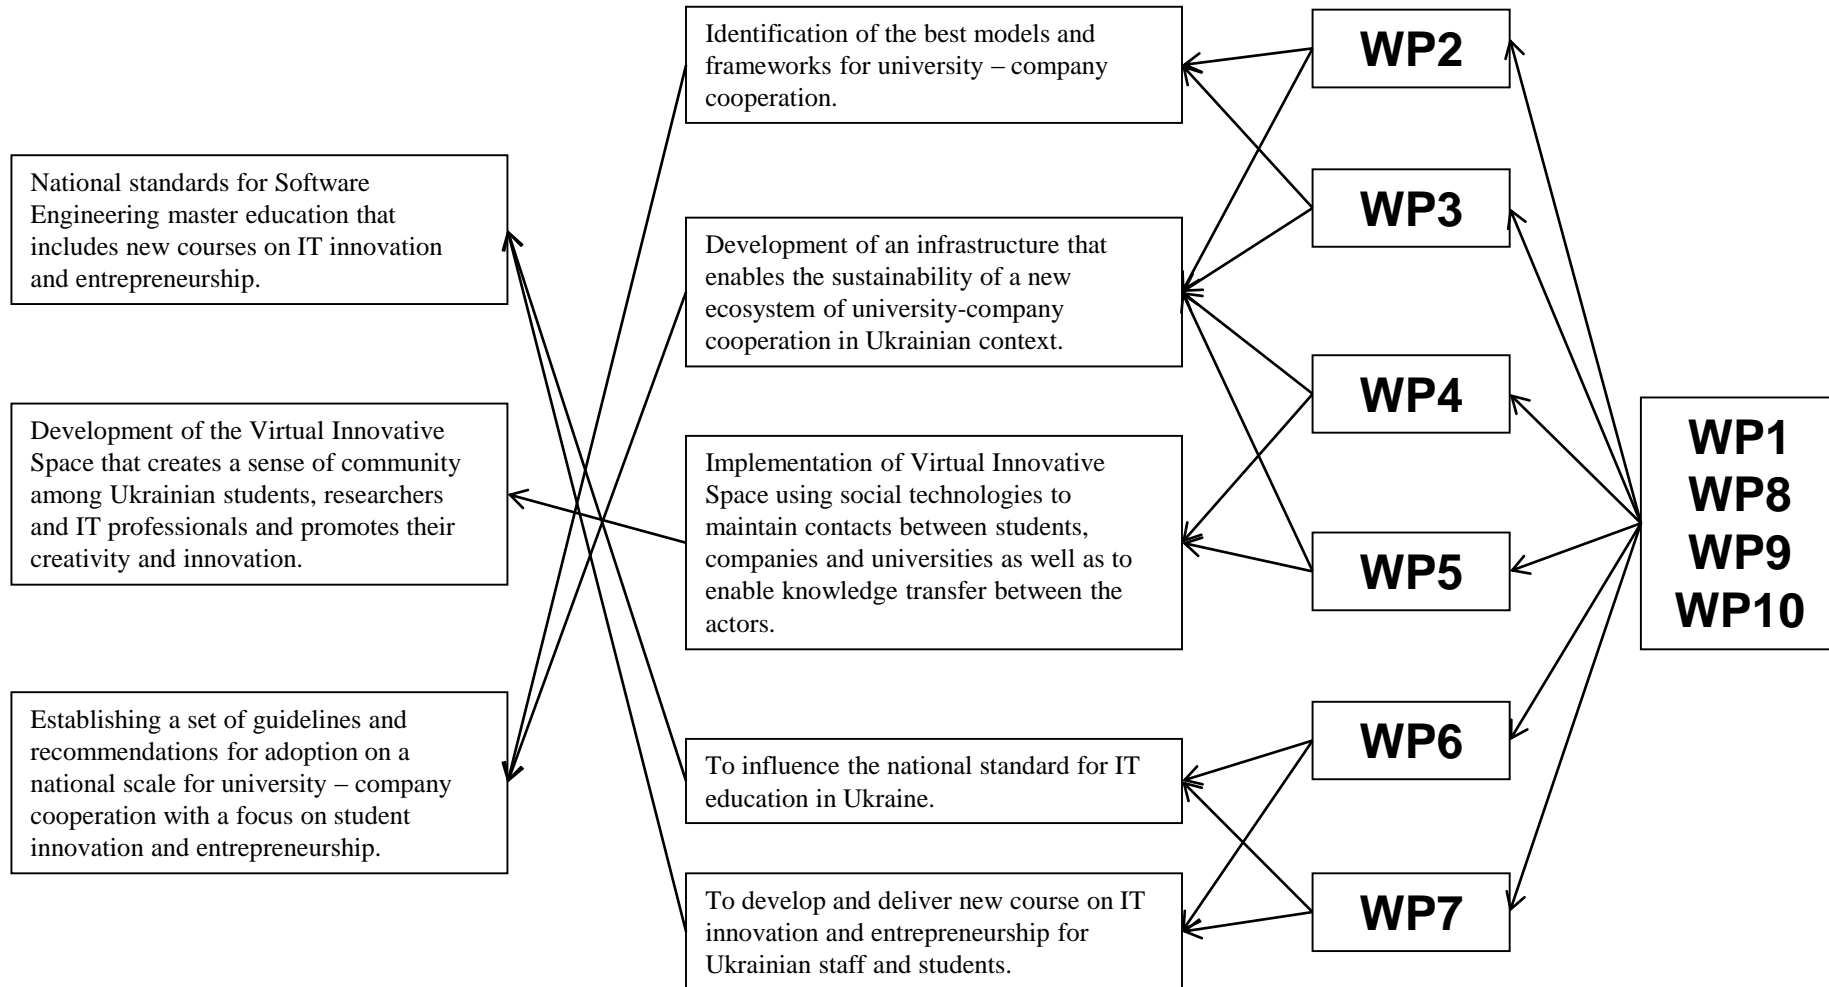 National standards for Software
Engineering master education that
includes new courses on IT innovation
and entrepreneurship.
Development of the Virtual Innovative
Space that creates a sense of community
among Ukrainian students, researchers
and IT professionals and promotes their
creativity and innovation.
Establishing a set of guidelines and
recommendations for adoption on a
national scale for university – company
cooperation with a focus on student
innovation and entrepreneurship.
Identification of the best models and
frameworks for university – company
cooperation.
Development of an infrastructure that
enables the sustainability of a new
ecosystem of university-company
cooperation in Ukrainian context.
Implementation of Virtual Innovative
Space using social technologies to
maintain contacts between students,
companies and universities as well as to
enable knowledge transfer between the
actors.
To influence the national standard for IT
education in Ukraine.
To develop and deliver new course on IT
innovation and entrepreneurship for
Ukrainian staff and students.
WP2
WP3
WP4
WP5
WP6
WP7
WP1
WP8
WP9
WP10